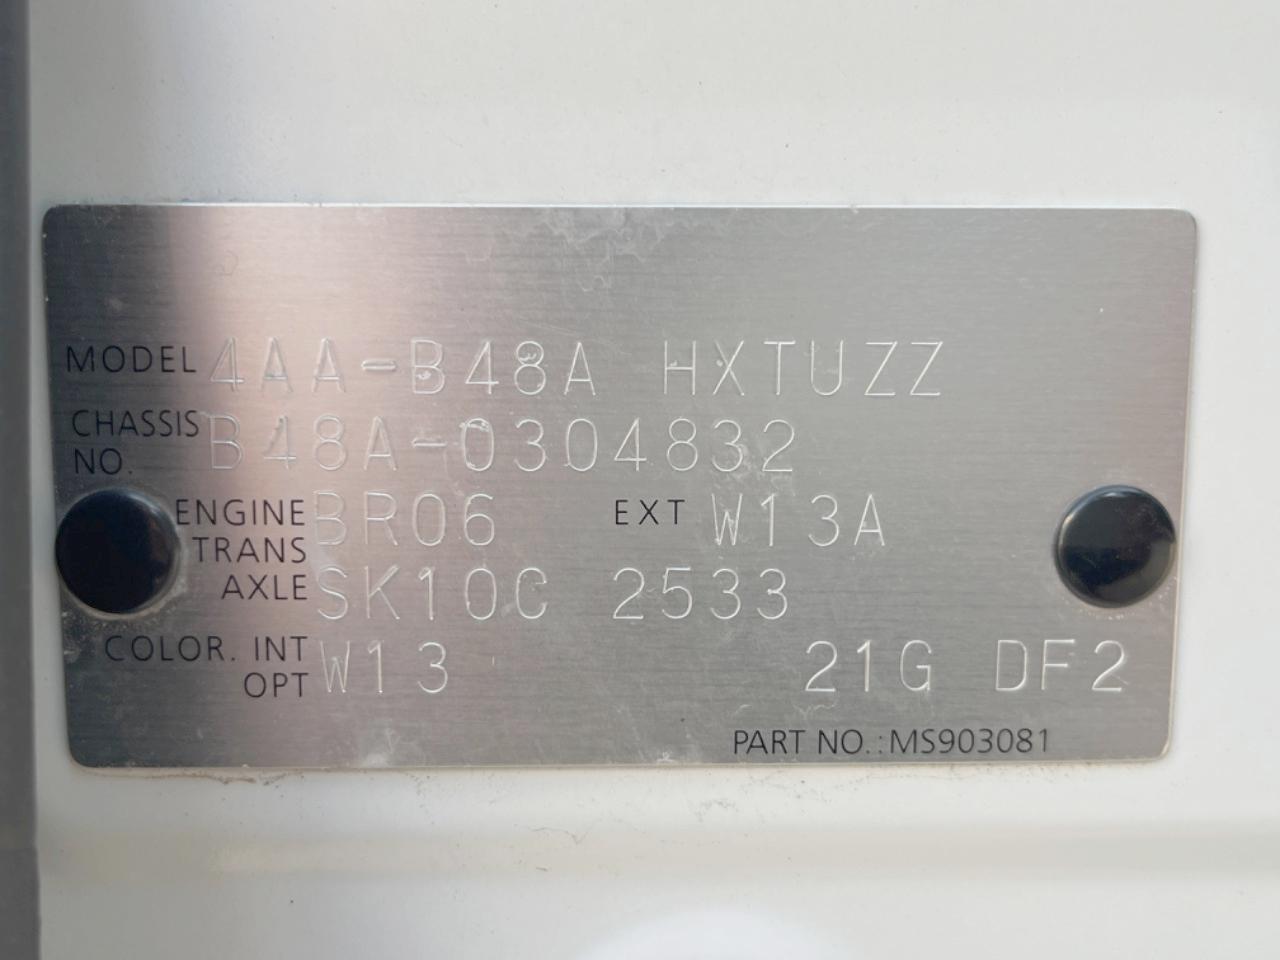 MODEL 4AA-B48A HXTUZZ
CHASSIS NO. B48A-0304832
ENGINE BR06 EXT W13A
TRANS AXLE SK10C 2533
COLOR. INT OPT W13 21G DF2
PART NO.:MS903081